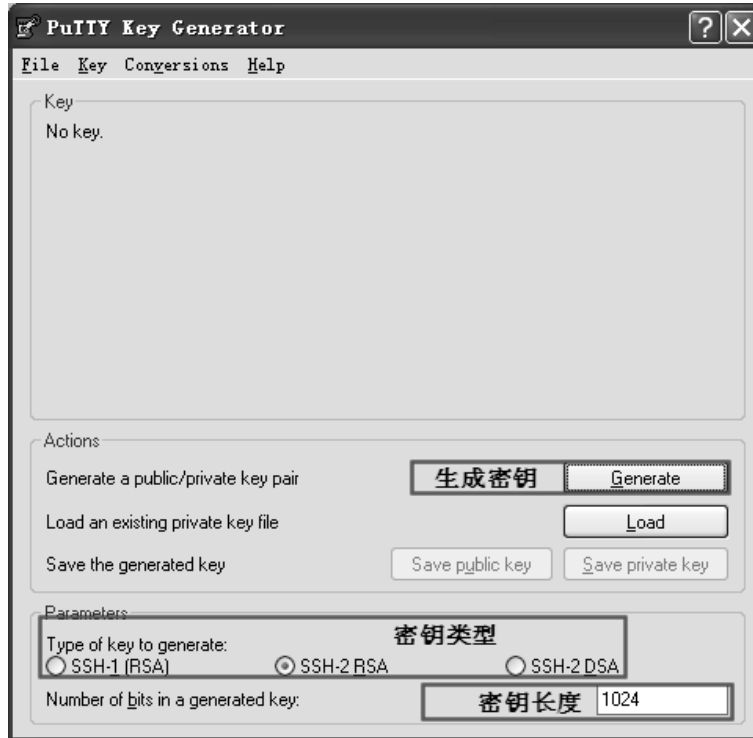 PuTTY Key Generator
File Key Conversions Help
Key
No key.
Actions
Generate a public/private key pair 生成密钥 Generate
Load an existing private key file Load
Save the generated key Save public key Save private key
Parameters
Type of key to generate: 密钥类型
SSH-1 (RSA) SSH-2 RSA SSH-2 DSA
Number of bits in a generated key: 密钥长度 1024